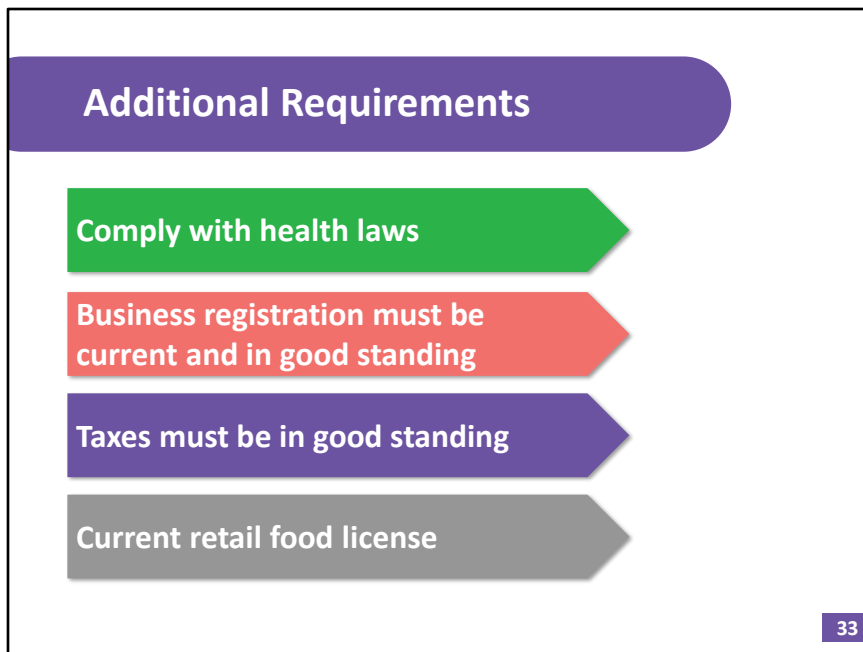 Additional Requirements
Comply with health laws
Business registration must be
current and in good standing
Taxes must be in good standing
Current retail food license
33